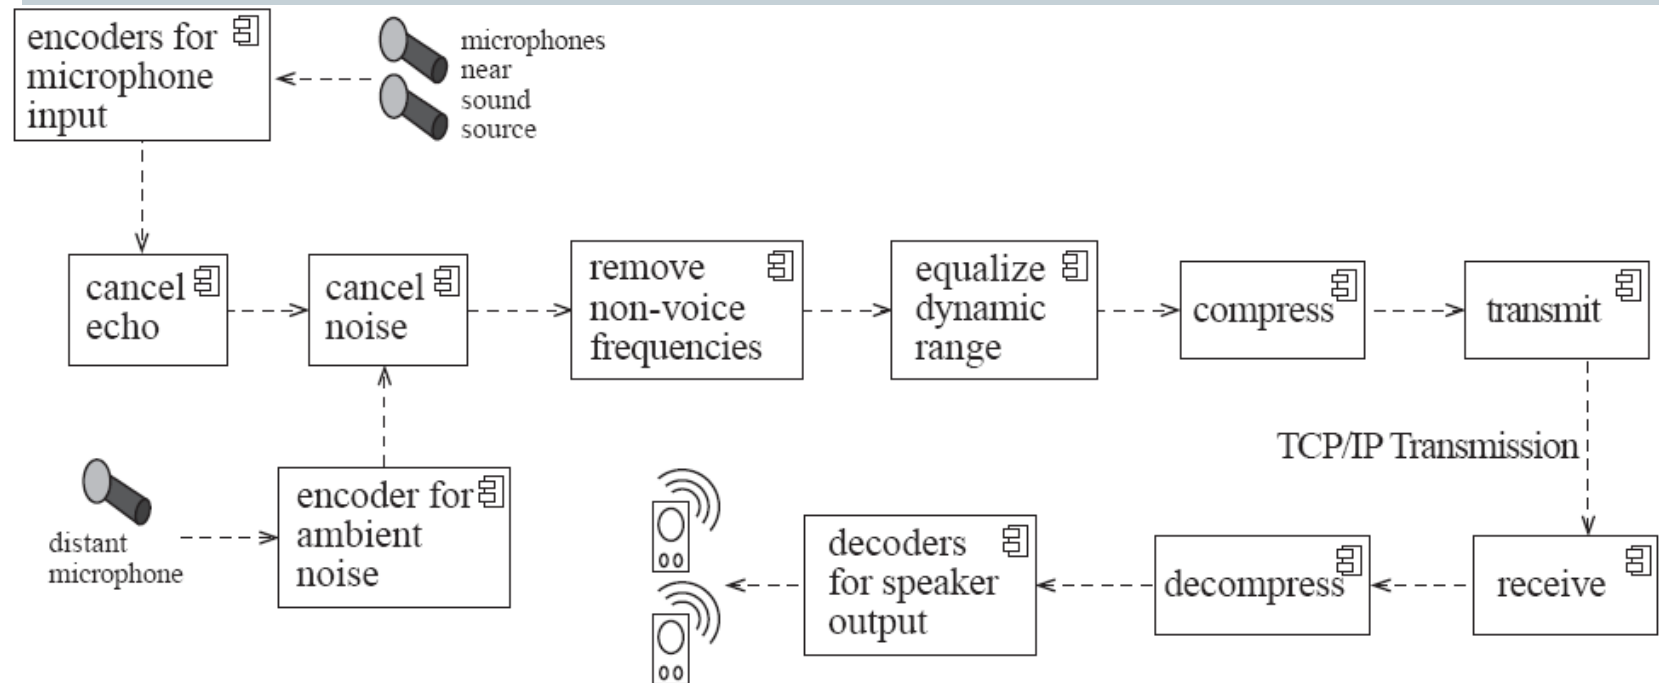 encoders for
microphone
input
microphones
near
sound
source
cancel
echo
cancel
noise
remove
non-voice
frequencies
equalize
dynamic
range
compress
transmit
TCP/IP Transmission
distant
microphone
encoder for
ambient
noise
decoders
for speaker
output
decompress
receive